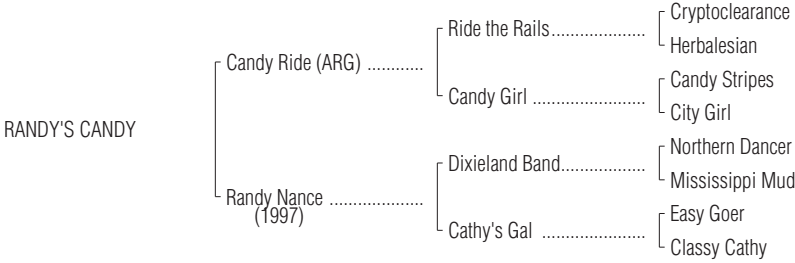 Cryptoclearance
Ride the Rails.....................
Herbalesian
Candy Ride (ARG) ............
Candy Stripes
Candy Girl .........................
City Girl
RANDY'S CANDY
Northern Dancer
Dixieland Band...................
Mississippi Mud
Randy Nance ....................
(1997)
Easy Goer
Cathy's Gal .......................
Classy Cathy